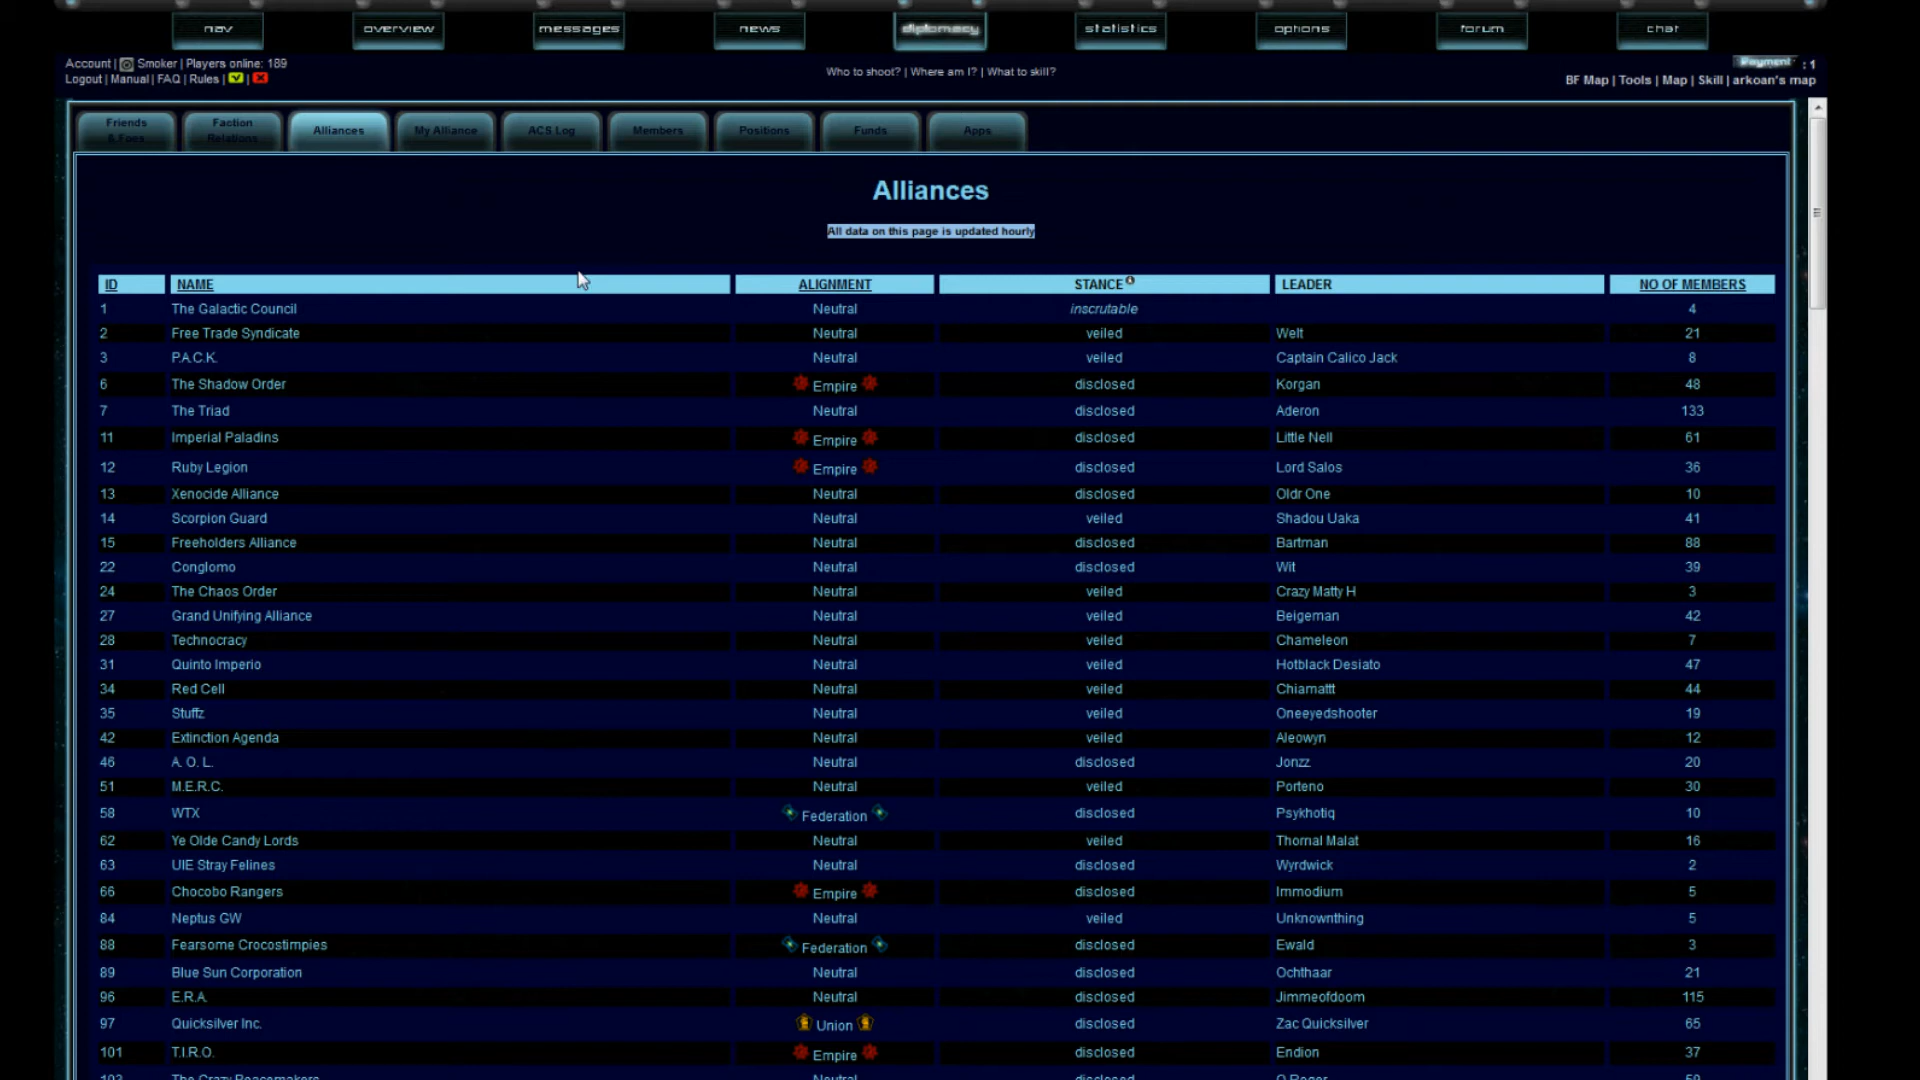 nav overview messages news diplomacy statistics options forum chat
Account | Smoker | Players online: 189
Logout | Manual | FAQ | Rules |
Who to shoot? | Where am I? | What to skill?
Payment : 1
BF Map | Tools | Map | Skill | arkoan's map
Friends & Foes Faction Relations Alliances My Alliance ACS Log Members Positions Funds Apps
Alliances
All data on this page is updated hourly
ID NAME ALIGNMENT STANCE LEADER NO OF MEMBERS
1 The Galactic Council Neutral inscrutable 4
2 Free Trade Syndicate Neutral veiled Welt 21
3 P.A.C.K. Neutral veiled Captain Calico Jack 8
6 The Shadow Order Empire disclosed Korgan 48
7 The Triad Neutral disclosed Aderon 133
11 Imperial Paladins Empire disclosed Little Nell 61
12 Ruby Legion Empire disclosed Lord Salos 36
13 Xenocide Alliance Neutral disclosed Oldr One 10
14 Scorpion Guard Neutral veiled Shadou Uaka 41
15 Freeholders Alliance Neutral disclosed Bartman 88
22 Conglomo Neutral disclosed Wit 39
24 The Chaos Order Neutral veiled Crazy Matty H 3
27 Grand Unifying Alliance Neutral veiled Beigeman 42
28 Technocracy Neutral veiled Chameleon 7
31 Quinto Imperio Neutral veiled Hotblack Desiato 47
34 Red Cell Neutral veiled Chiamattt 44
35 Stuffz Neutral veiled Oneeyedshooter 19
42 Extinction Agenda Neutral veiled Aleowyn 12
46 A. O. L. Neutral disclosed Jonzz 20
51 M.E.R.C. Neutral veiled Porteno 30
58 WTX Federation disclosed Psykhotiq 10
62 Ye Olde Candy Lords Neutral veiled Thornal Malat 16
63 UIE Stray Felines Neutral disclosed Wyrdwick 2
66 Chocobo Rangers Empire disclosed Immodium 5
84 Neptus GW Neutral veiled Unknownthing 5
88 Fearsome Crocostimpies Federation disclosed Ewald 3
89 Blue Sun Corporation Neutral disclosed Ochthaar 21
96 E.R.A. Neutral disclosed Jimmeofdoom 115
97 Quicksilver Inc. Union disclosed Zac Quicksilver 65
101 T.I.R.O. Empire disclosed Endion 37
The Crazy Peacemakers Neutral disclosed